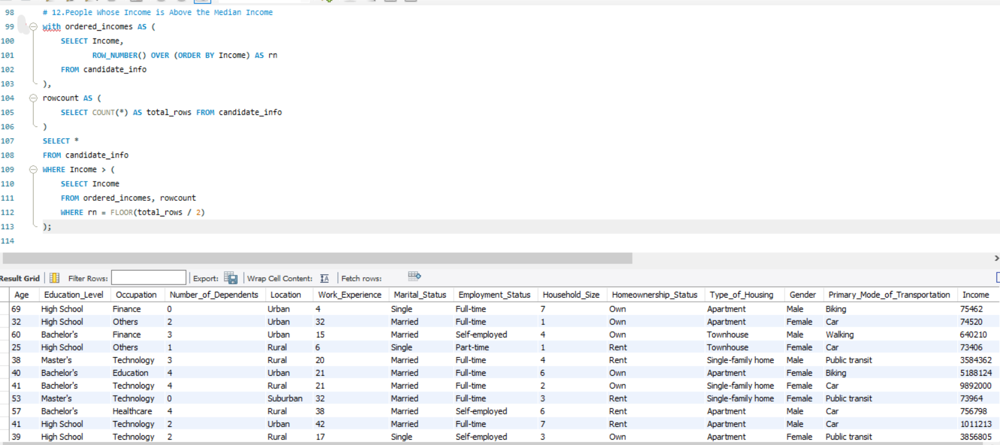 98 # 12.People Whose Income is Above the Median Income
99 with ordered_incomes AS (
100 SELECT Income,
101 ROW_NUMBER() OVER (ORDER BY Income) AS rn
102 FROM candidate_info
103 ),
104 rowcount AS (
105 SELECT COUNT(*) AS total_rows FROM candidate_info
106 )
107 SELECT *
108 FROM candidate_info
109 WHERE Income > (
110 SELECT Income
111 FROM ordered_incomes, rowcount
112 WHERE rn = FLOOR(total_rows / 2)
113 );
114
Result Grid Filter Rows: Export: Wrap Cell Content: Fetch rows:
Age Education_Level Occupation Number_of_Dependents Location Work_Experience Marital_Status Employment_Status Household_Size Homeownership_Status Type_of_Housing Gender Primary_Mode_of_Transportation Income
69 High School Finance 0 Urban 4 Single Full-time 7 Own Apartment Male Biking 75462
32 High School Others 2 Urban 32 Married Full-time 1 Own Apartment Female Car 74520
60 Bachelor's Finance 3 Urban 15 Married Self-employed 4 Own Townhouse Male Walking 640210
25 High School Others 1 Rural 6 Single Part-time 1 Rent Townhouse Female Car 73406
38 Master's Technology 3 Rural 20 Married Full-time 4 Rent Single-family home Male Public transit 3584362
40 Bachelor's Education 4 Urban 21 Married Full-time 6 Own Apartment Female Biking 5188124
41 Bachelor's Technology 4 Rural 21 Married Full-time 2 Own Single-family home Female Car 9892000
53 Master's Technology 0 Suburban 32 Married Full-time 3 Rent Single-family home Female Public transit 73964
57 Bachelor's Healthcare 4 Rural 38 Married Self-employed 6 Rent Apartment Male Car 756798
41 High School Technology 2 Urban 42 Married Full-time 7 Rent Apartment Male Car 1011213
39 High School Technology 2 Rural 17 Single Self-employed 3 Own Apartment Female Public transit 3856805